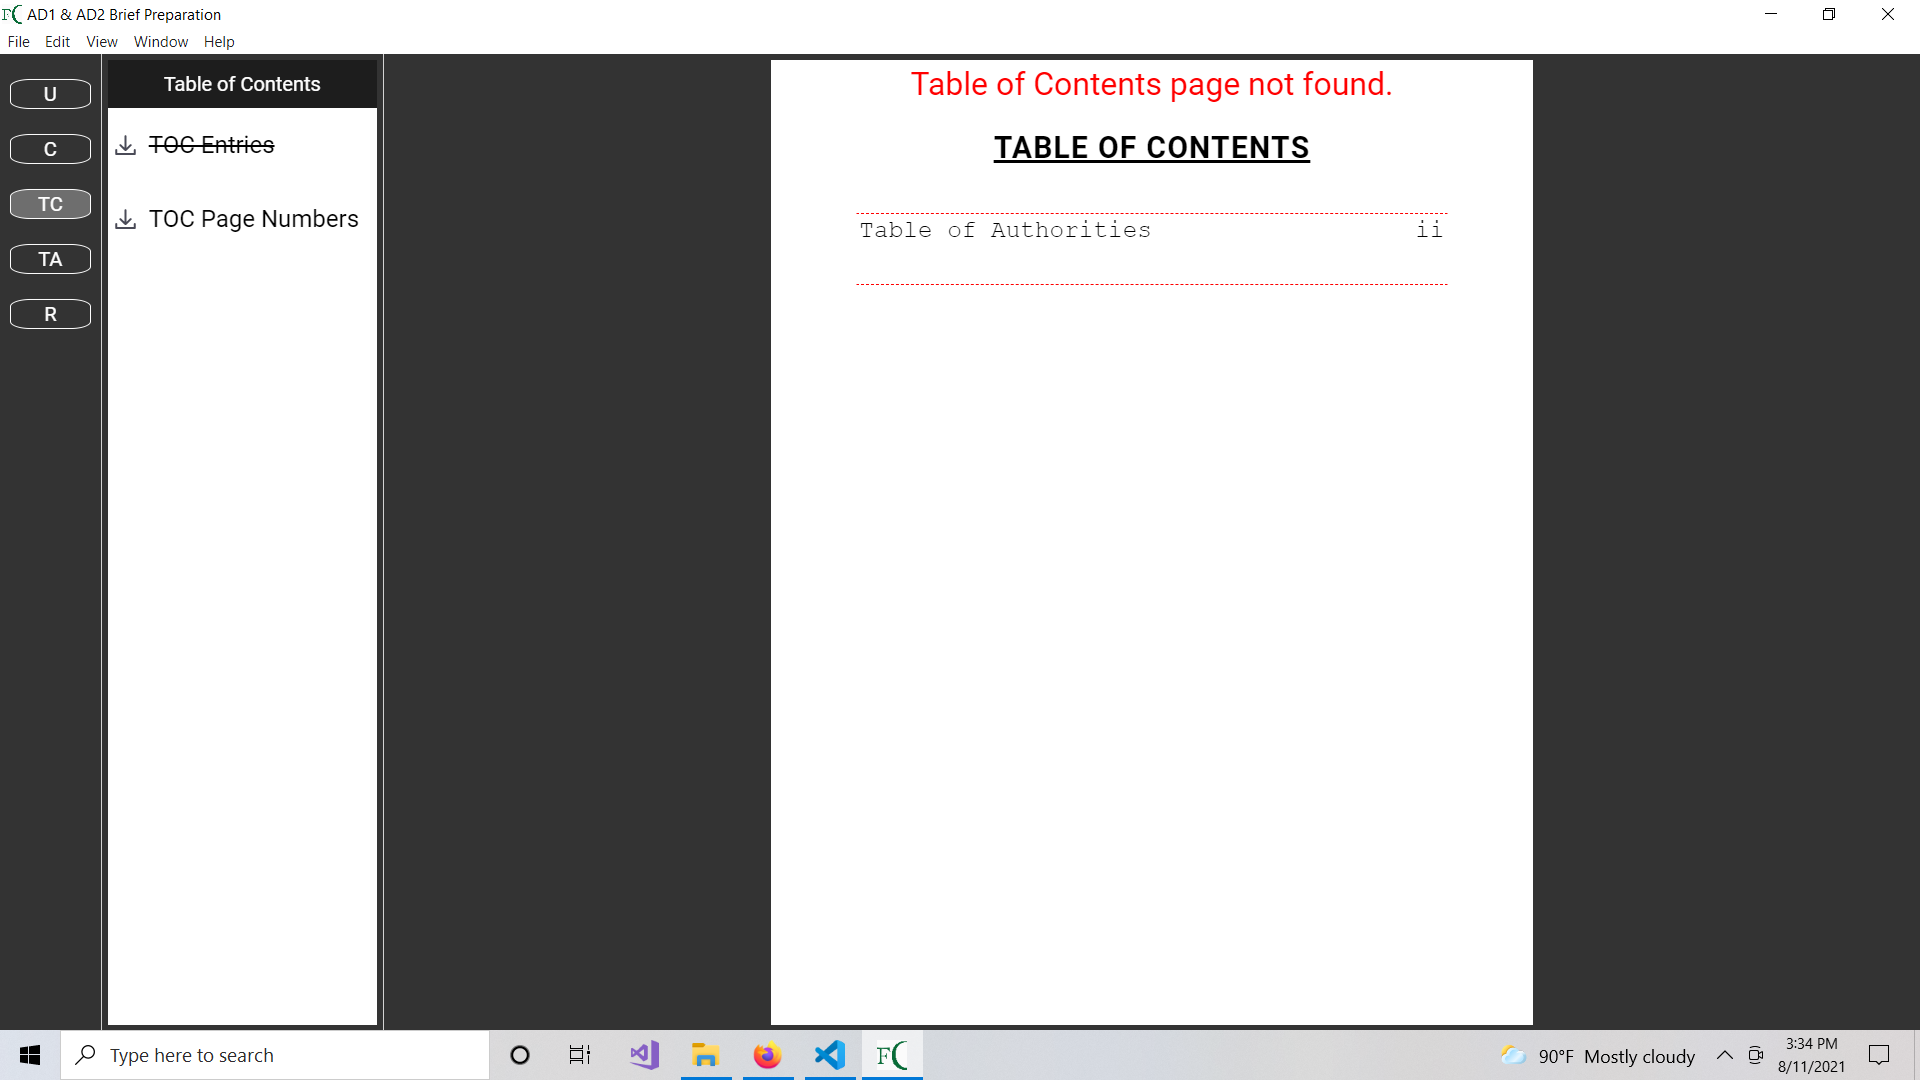 FC AD1 & AD2 Brief Preparation
File Edit View Window Help
U
C
TC
TA
R
Table of Contents
TOC Entries
TOC Page Numbers
Table of Contents page not found.
TABLE OF CONTENTS
Table of Authorities ii
Type here to search
FC
90°F Mostly cloudy
3:34 PM
8/11/2021